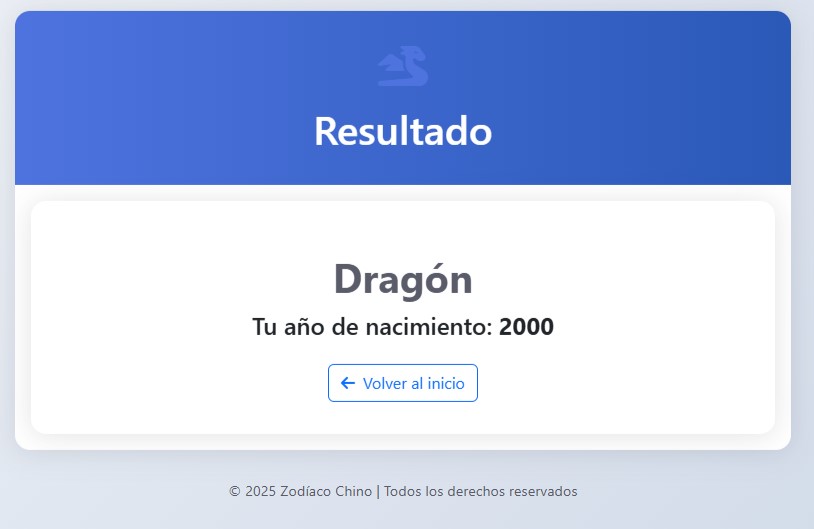 Resultado
Dragón
Tu año de nacimiento: 2000
Volver al inicio
© 2025 Zodíaco Chino | Todos los derechos reservados